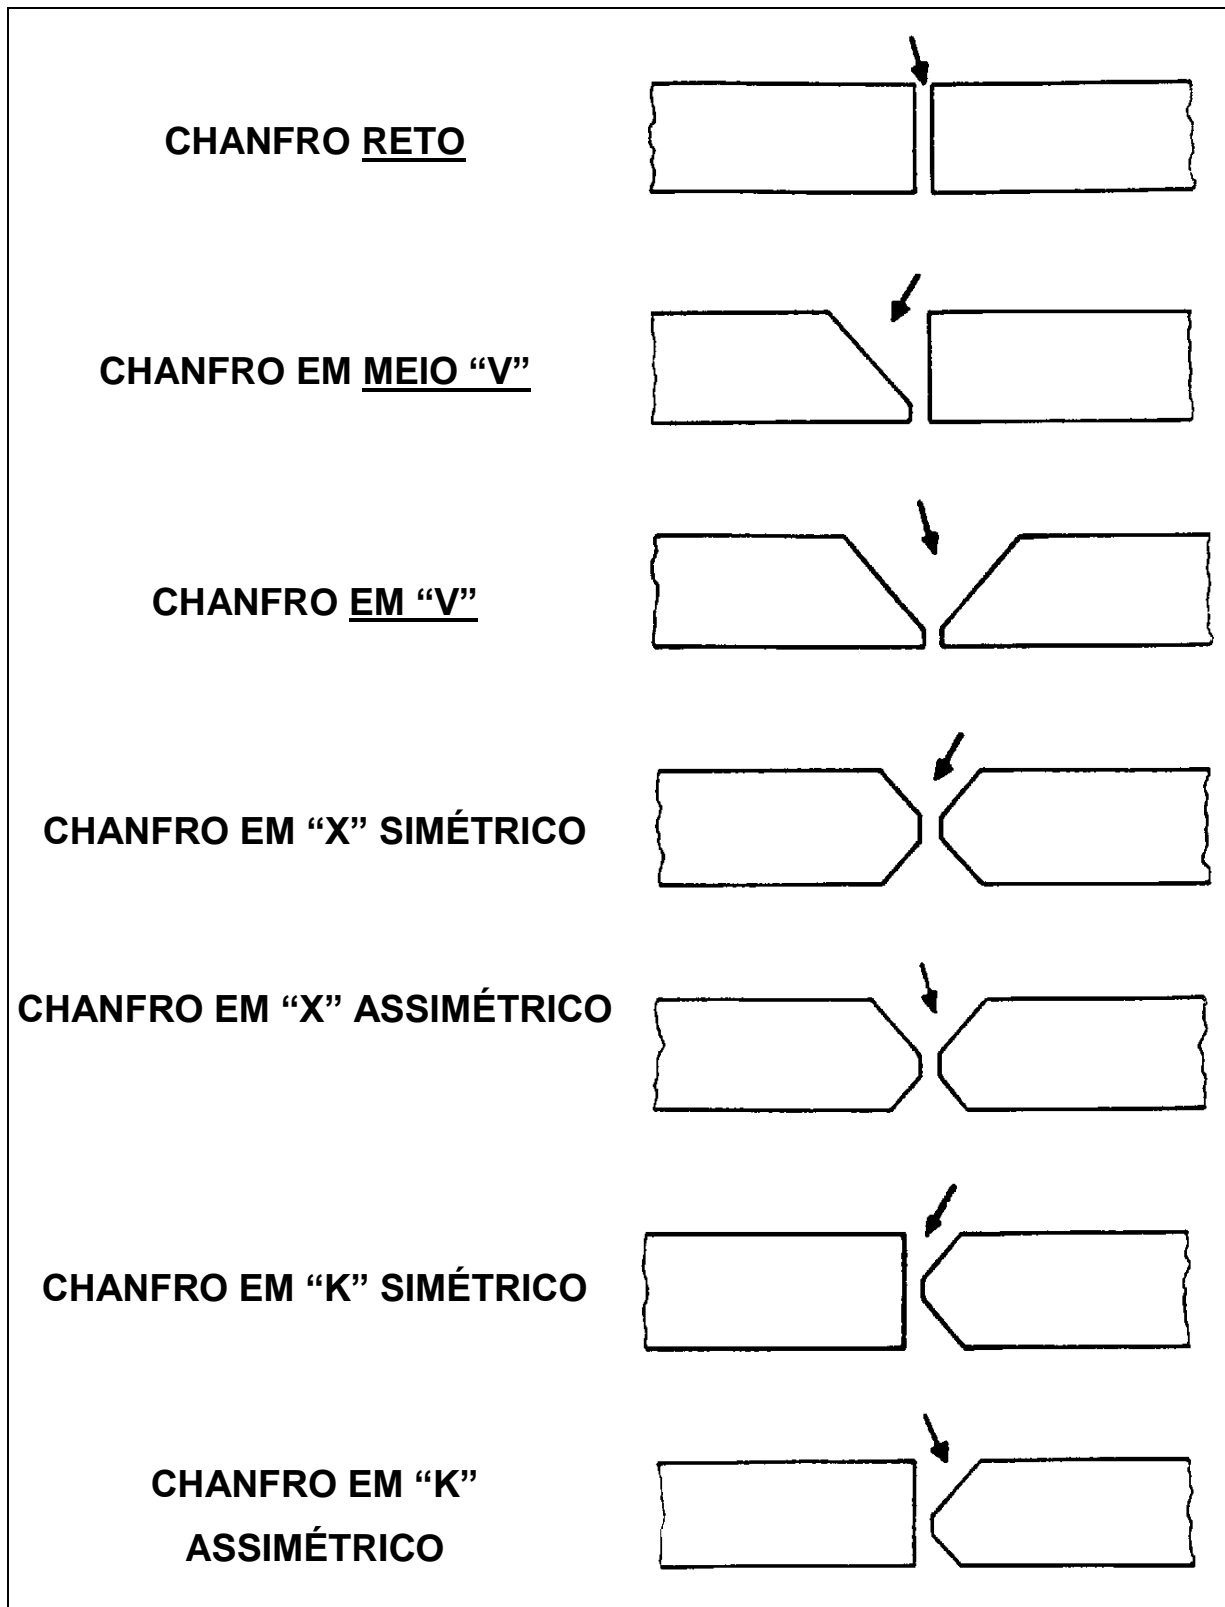 CHANFRO RETO
CHANFRO EM MEIO “V”
CHANFRO EM “V”
CHANFRO EM “X” SIMÉTRICO
CHANFRO EM “X” ASSIMÉTRICO
CHANFRO EM “K” SIMÉTRICO
CHANFRO EM “K”
ASSIMÉTRICO